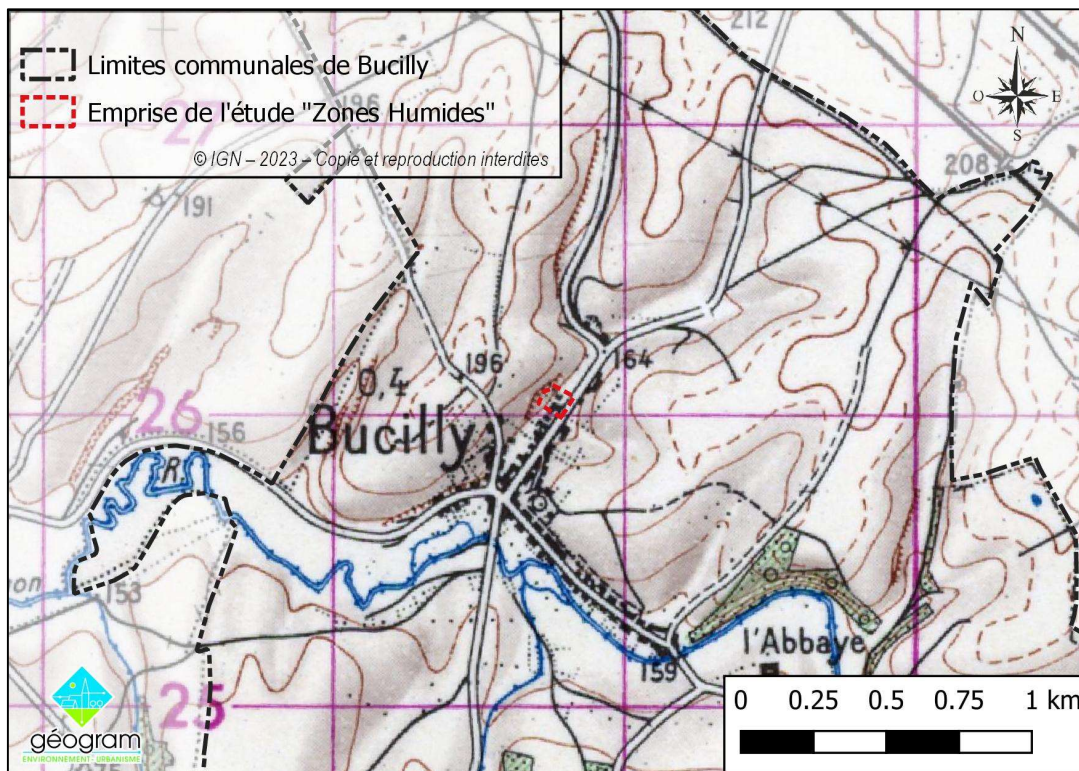 Limites communales de Bucilly
Emprise de l'étude "Zones Humides"
© IGN – 2023 – Copie et reproduction interdites
212
N
O
E
S
27
196
208
191
196
164
0,4
26
Bucilly
156
R
153
l'Abbaye
159
25
0 0.25 0.5 0.75 1 km
géogram
ENVIRONNEMENT - URBANISME